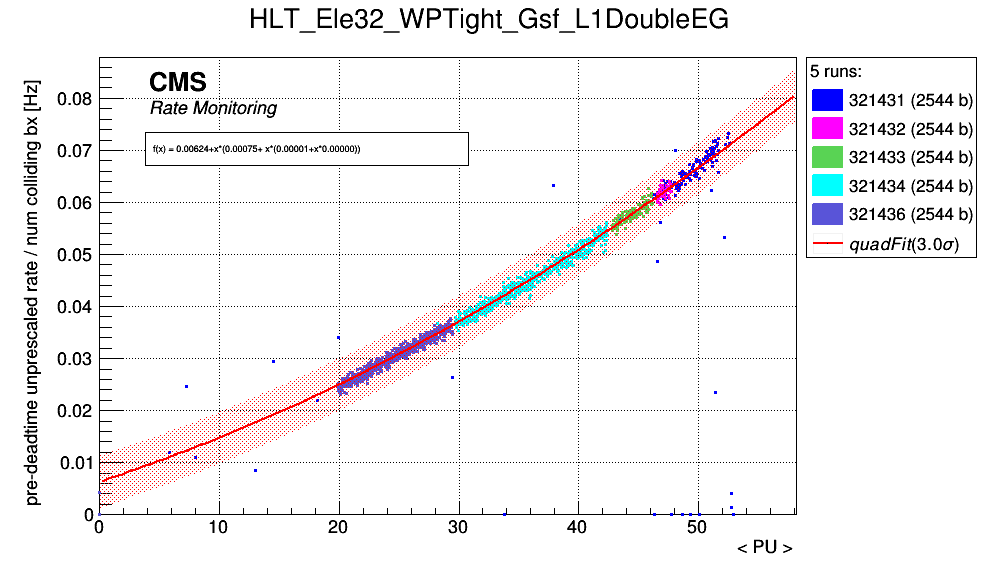 HLT_Ele32_WPTight_Gsf_L1DoubleEG
CMS
Rate Monitoring
f(x) = 0.00624+x*(0.00075+ x*(0.00001+x*0.00000))
pre-deadtime unprescaled rate / num colliding bx [Hz]
0.08
0.07
0.06
0.05
0.04
0.03
0.02
0.01
0
0 10 20 30 40 50
< PU >
5 runs:
321431 (2544 b)
321432 (2544 b)
321433 (2544 b)
321434 (2544 b)
321436 (2544 b)
quadFit(3.0σ)